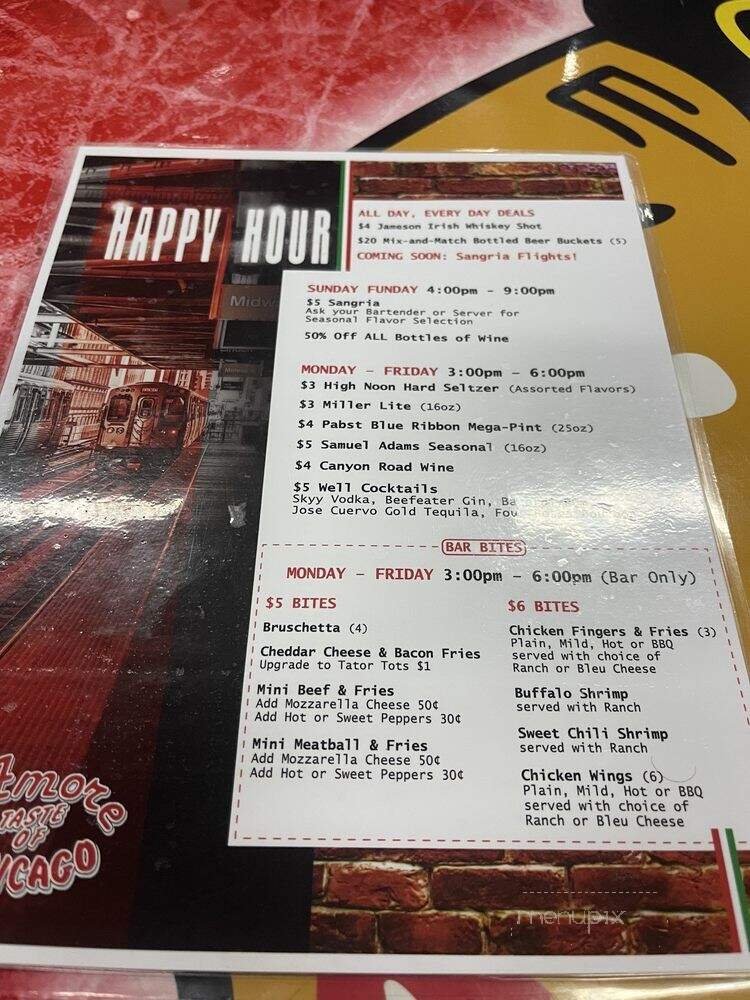 HAPPY HOUR
ALL DAY, EVERY DAY DEALS
$4 Jameson Irish Whiskey Shot
$20 Mix-and-Match Bottled Beer Buckets (5)
COMING SOON: Sangria Flights!
SUNDAY FUNDAY 4:00pm - 9:00pm
$5 Sangria
Ask your Bartender or Server for
Seasonal Flavor Selection
50% Off ALL Bottles of Wine
MONDAY - FRIDAY 3:00pm - 6:00pm
$3 High Noon Hard Seltzer (Assorted Flavors)
$3 Miller Lite (16oz)
$4 Pabst Blue Ribbon Mega-Pint (25oz)
$5 Samuel Adams Seasonal (16oz)
$4 Canyon Road Wine
$5 Well Cocktails
Skyy Vodka, Beefeater Gin,
Jose Cuervo Gold Tequila,
BAR BITES
MONDAY - FRIDAY 3:00pm - 6:00pm (Bar Only)
$5 BITES
Bruschetta (4)
Cheddar Cheese & Bacon Fries
Upgrade to Tator Tots $1
Mini Beef & Fries
Add Mozzarella Cheese 50¢
Add Hot or Sweet Peppers 30¢
Mini Meatball & Fries
Add Mozzarella Cheese 50¢
Add Hot or Sweet Peppers 30¢
$6 BITES
Chicken Fingers & Fries (3)
Plain, Mild, Hot or BBQ
served with choice of
Ranch or Bleu Cheese
Buffalo Shrimp
served with Ranch
Sweet Chili Shrimp
served with Ranch
Chicken Wings (6)
Plain, Mild, Hot or BBQ
served with choice of
Ranch or Bleu Cheese
Amore
TASTE
OF
menupix